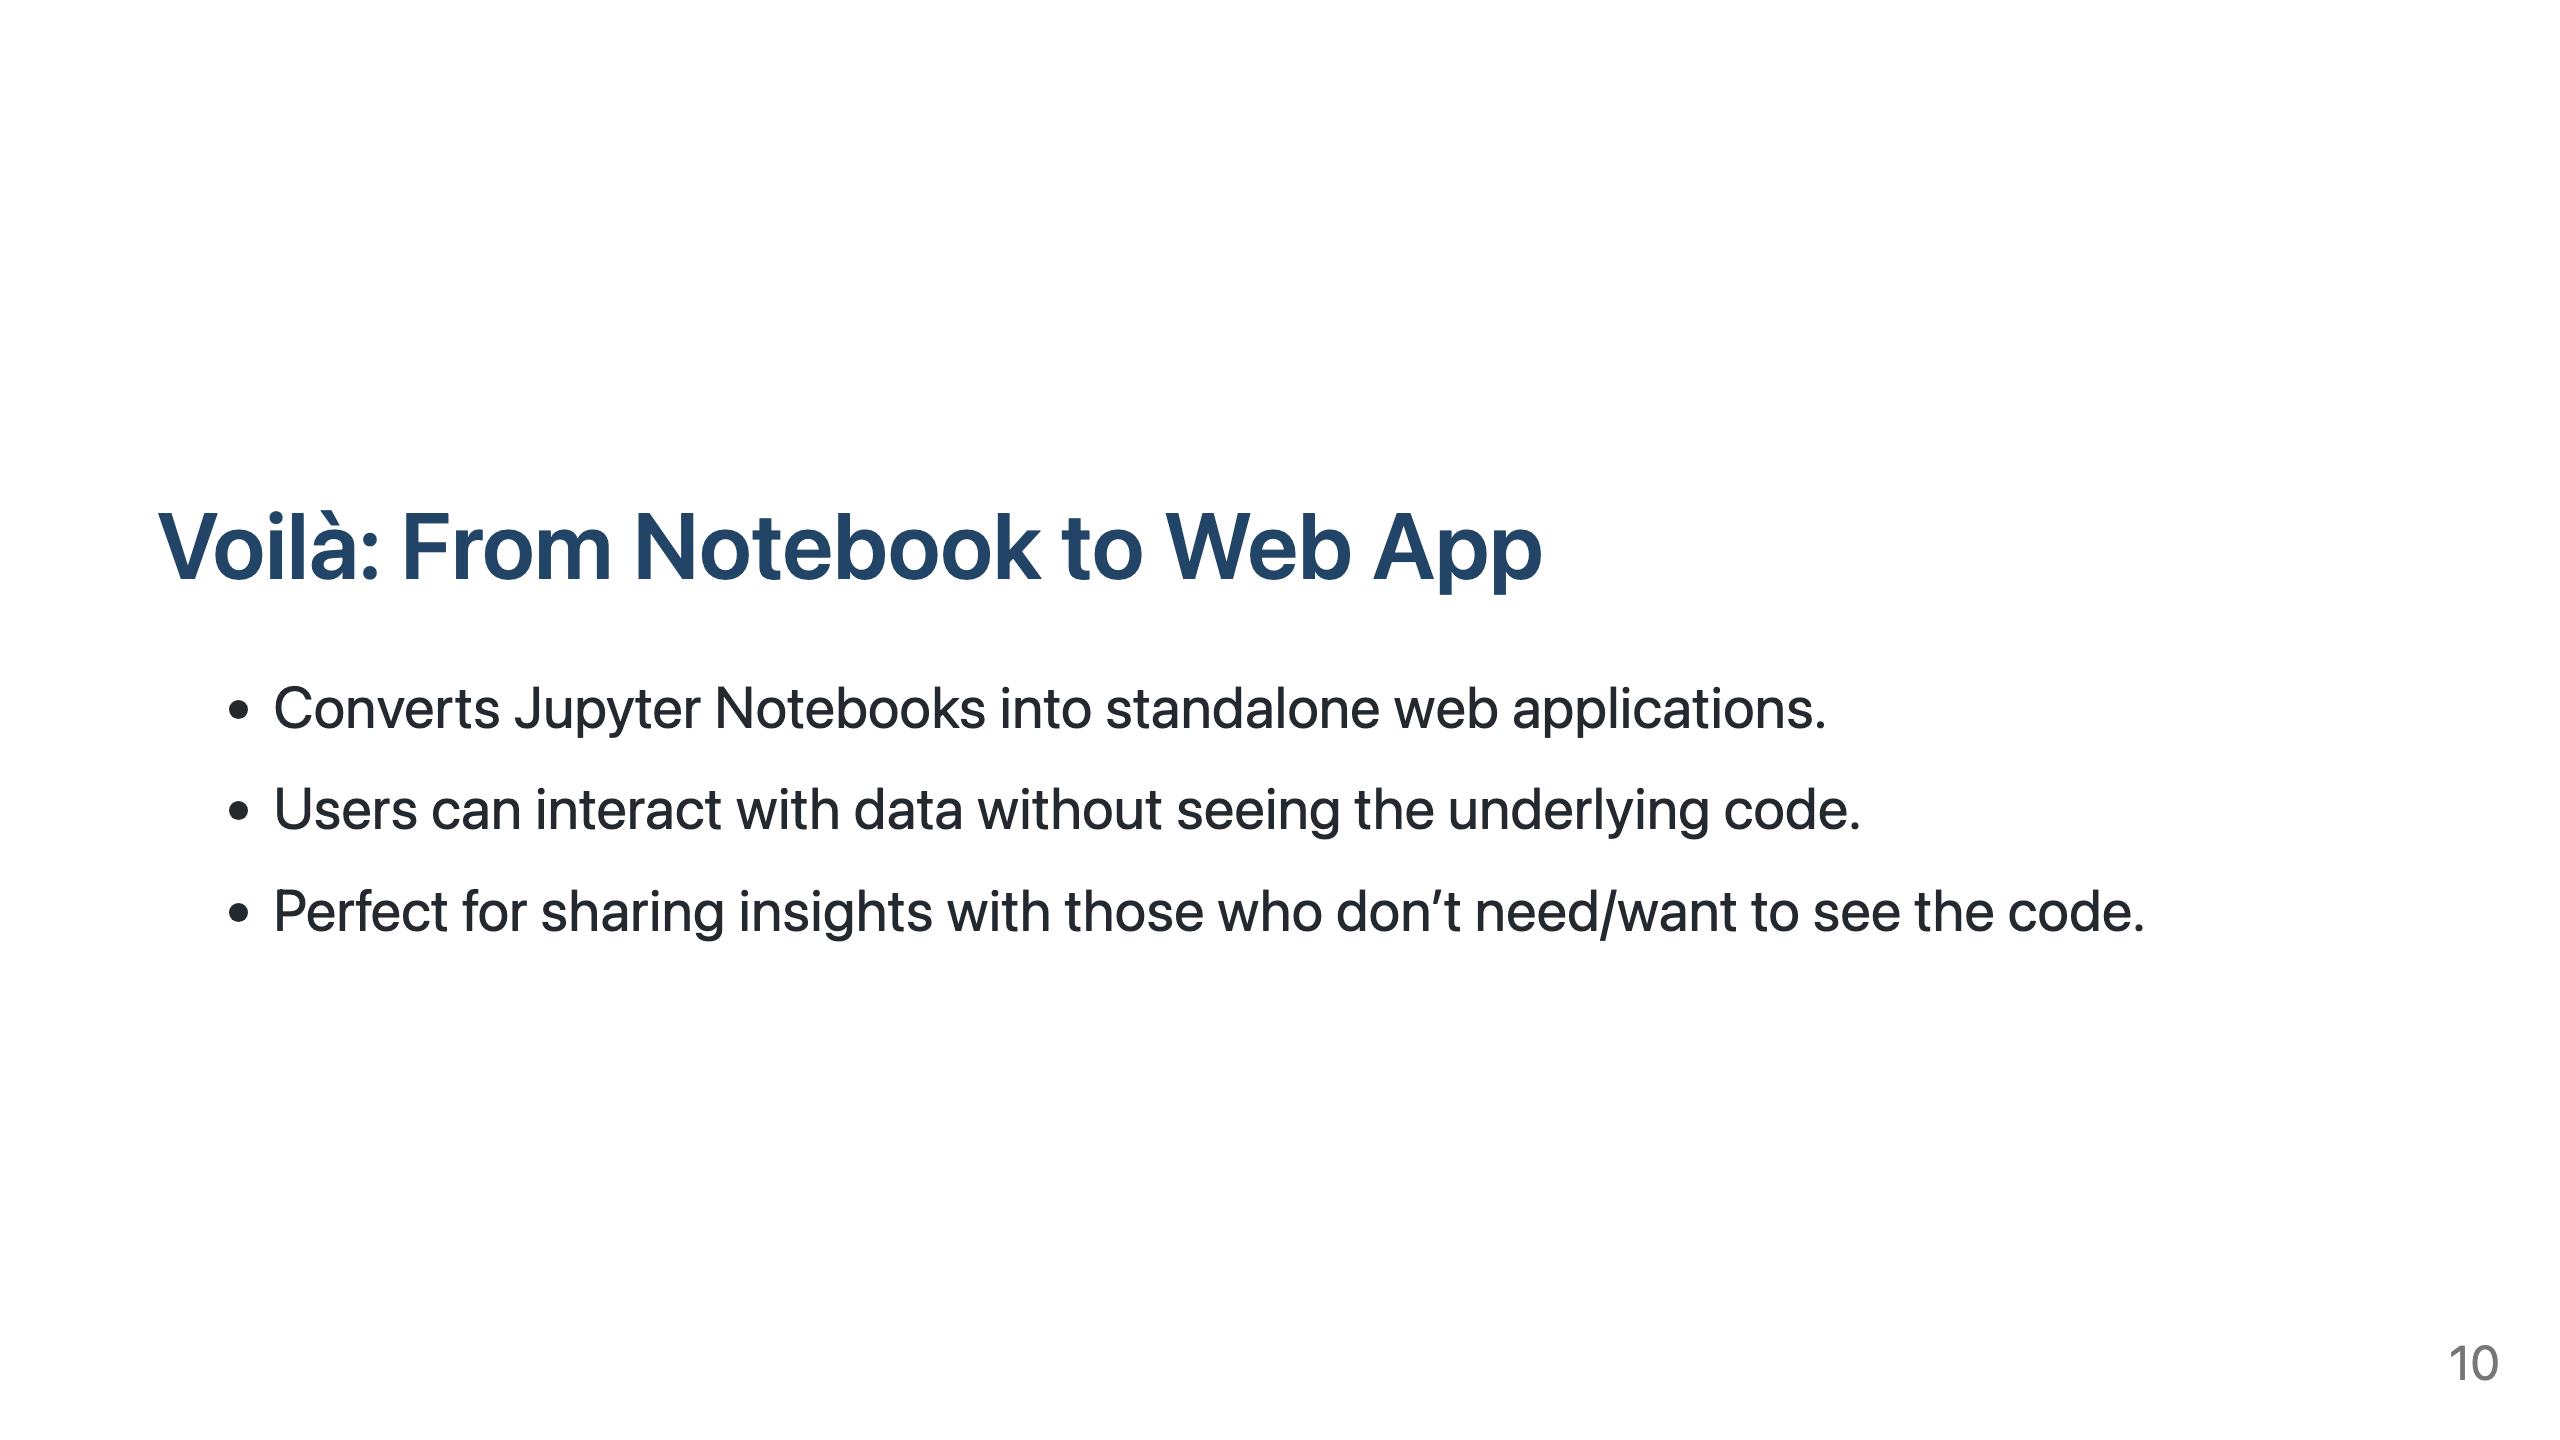 Voilà: From Notebook to Web App
• Converts Jupyter Notebooks into standalone web applications.
• Users can interact with data without seeing the underlying code.
• Perfect for sharing insights with those who don’t need/want to see the code.
10